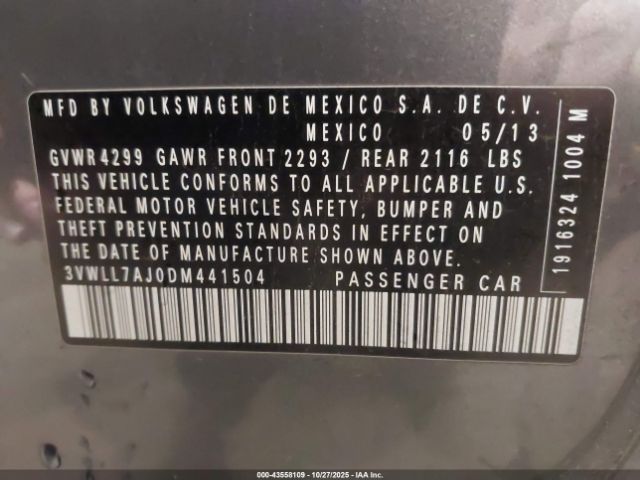 MFD BY VOLKSWAGEN DE MEXICO S.A. DE C.V.
MEXICO 05/13
GVWR 4299 GAWR FRONT 2293 / REAR 2116 LBS
THIS VEHICLE CONFORMS TO ALL APPLICABLE U.S.
FEDERAL MOTOR VEHICLE SAFETY, BUMPER AND
THEFT PREVENTION STANDARDS IN EFFECT ON
THE DATE OF MANUFACTURE SHOWN ABOVE.
3VWLL7AJ0DM441504 PASSENGER CAR
1916324 1004 M
000-43558109 - 10/27/2025 - IAA Inc.